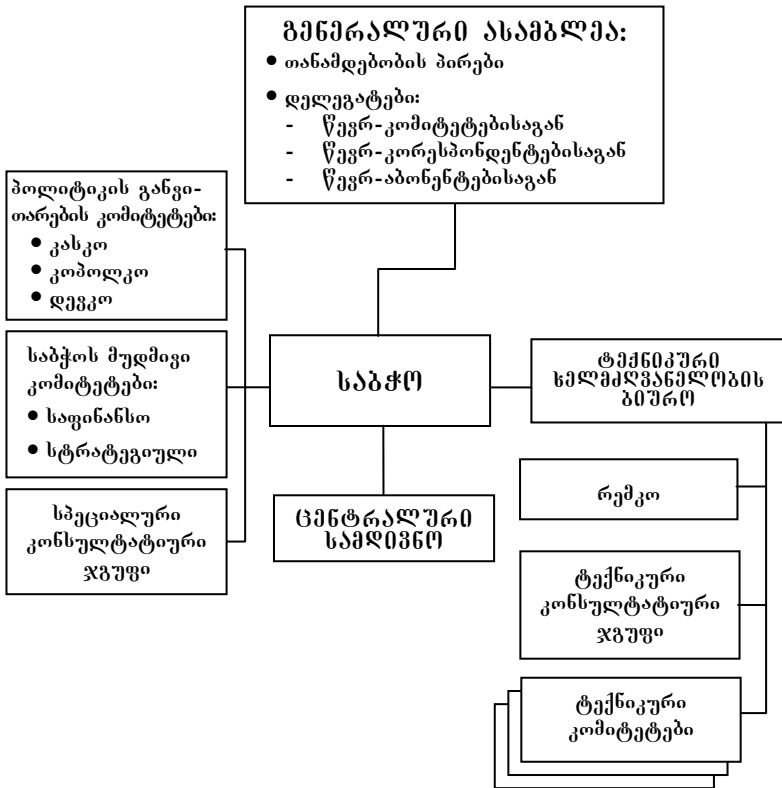 გენერალური ასამბლეა:
• თანამდებობის პირები
• დელეგატები:
- წევრ-კომიტეტებისაგან
- წევრ-კორესპონდენტებისაგან
- წევრ-აბონენტებისაგან
პოლიტიკის განვი-
თარების კომიტეტები:
• კასკო
• კოპოლკო
• დევკო
საბჭოს მუდმივი
კომიტეტები:
• საფინანსო
• სტრატეგიული
სპეციალური
კონსულტატიური
ჯგუფი
საბჭო
ცენტრალური
სამდივნო
ტექნიკური
ხელმძღვანელობის
ბიურო
რემკო
ტექნიკური
კონსულტატიური
ჯგუფი
ტექნიკური
კომიტეტები